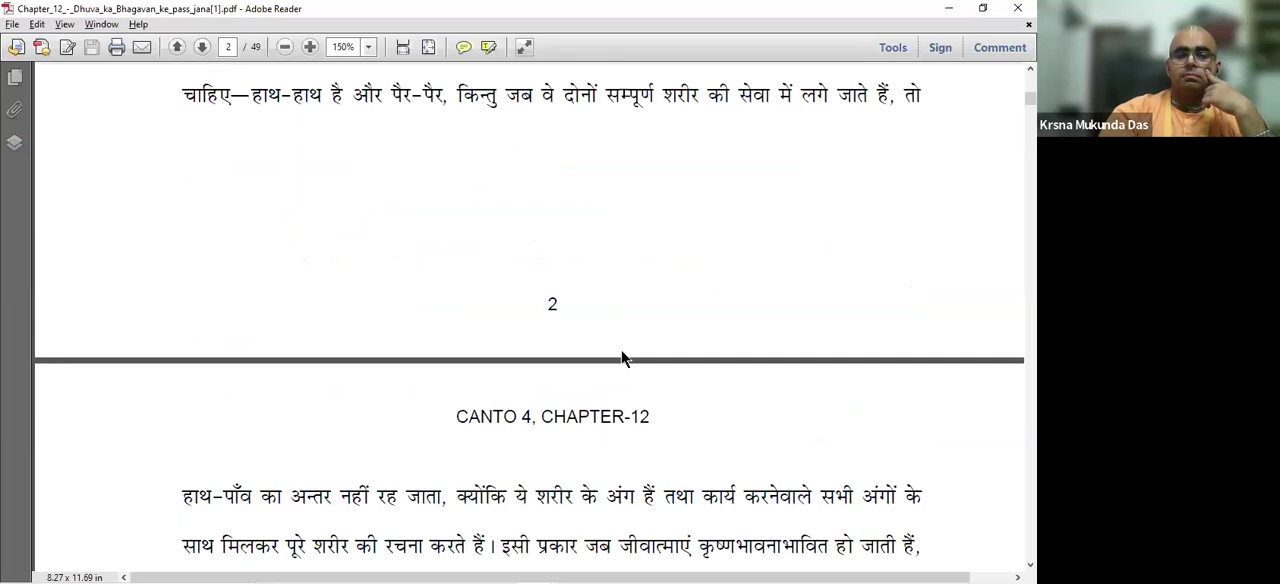 Chapter_12_-_Dhuva_ka_Bhagavan_ke_pass_jana[1].pdf - Adobe Reader
File Edit View Window Help
2 / 49 150% Tools Sign Comment
चाहिए—हाथ-हाथ है और पैर-पैर, किन्तु जब वे दोनों सम्पूर्ण शरीर की सेवा में लगे जाते हैं, तो
Krsna Mukunda Das
2
CANTO 4, CHAPTER-12
हाथ-पाँव का अन्तर नहीं रह जाता, क्योंकि ये शरीर के अंग हैं तथा कार्य करनेवाले सभी अंगों के
साथ मिलकर पूरे शरीर की रचना करते हैं। इसी प्रकार जब जीवात्माएं कृष्णभावनाभावित हो जाती हैं,
8.27 x 11.69 in